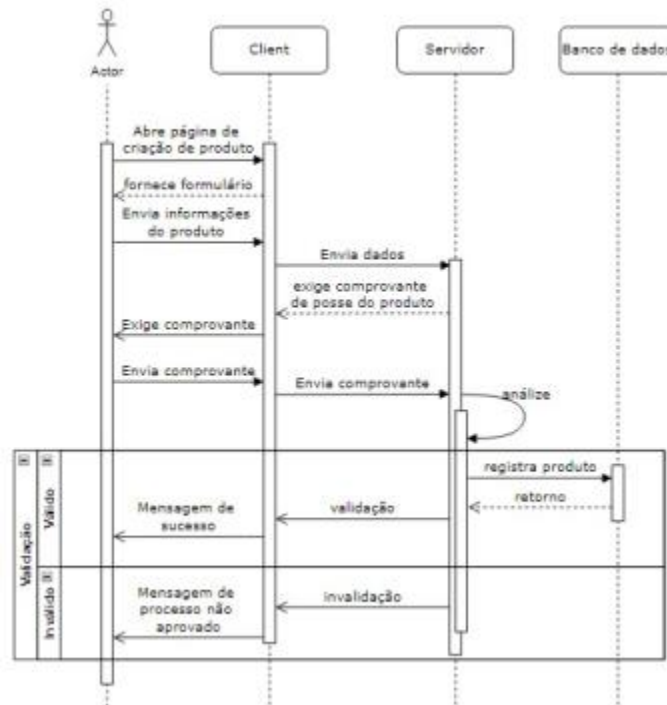 Actor
Client
Servidor
Banco de dados
Abre página de
criação de produto
fornece formulário
Envia informações
do produto
Envia dados
exige comprovante
de posse do produto
Exige comprovante
Envia comprovante
Envia comprovante
análize
Validação
Válido
registra produto
retorno
validação
Mensagem de
sucesso
Inválido
invalidação
Mensagem de
processo não
aprovado